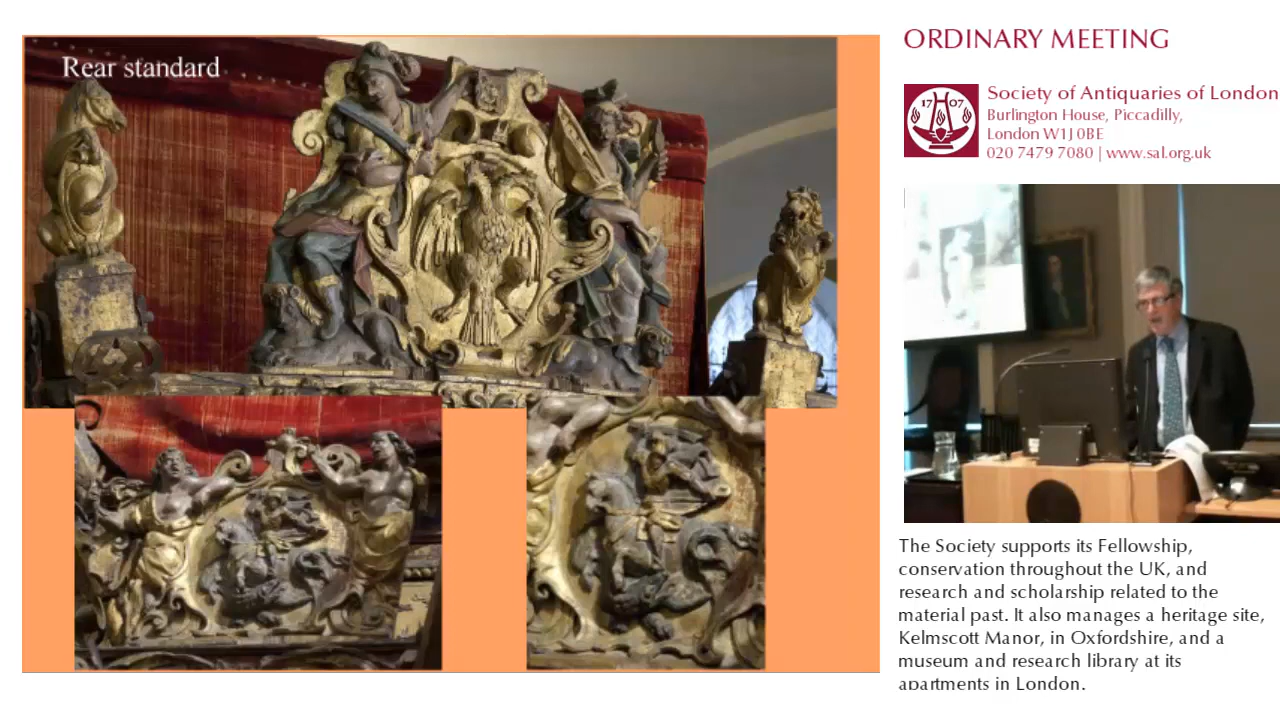 Rear standard
ORDINARY MEETING
17 07
Society of Antiquaries of London
Burlington House, Piccadilly,
London W1J 0BE
020 7479 7080 | www.sal.org.uk
The Society supports its Fellowship,
conservation throughout the UK, and
research and scholarship related to the
material past. It also manages a heritage site,
Kelmscott Manor, in Oxfordshire, and a
museum and research library at its
apartments in London.